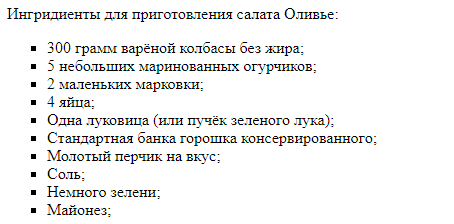 Ингридиенты для приготовления салата Оливье:
300 грамм варёной колбасы без жира;
5 небольших маринованных огурчиков;
2 маленьких марковки;
4 яйца;
Одна луковица (или пучёк зеленого лука);
Стандартная банка горошка консервированного;
Молотый перчик на вкус;
Соль;
Немного зелени;
Майонез;